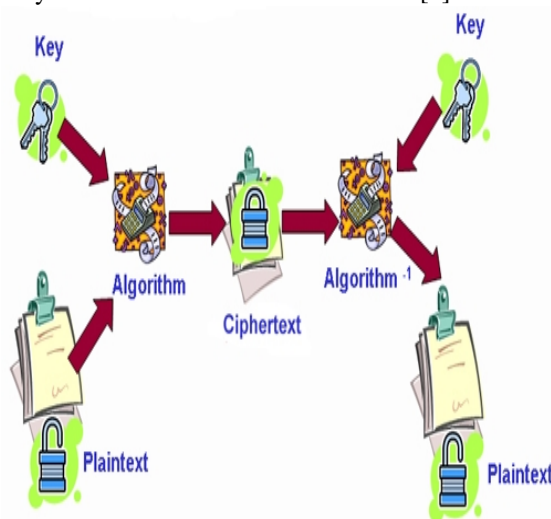 Key
Key
Algorithm
Algorithm -1
Ciphertext
Plaintext
Plaintext